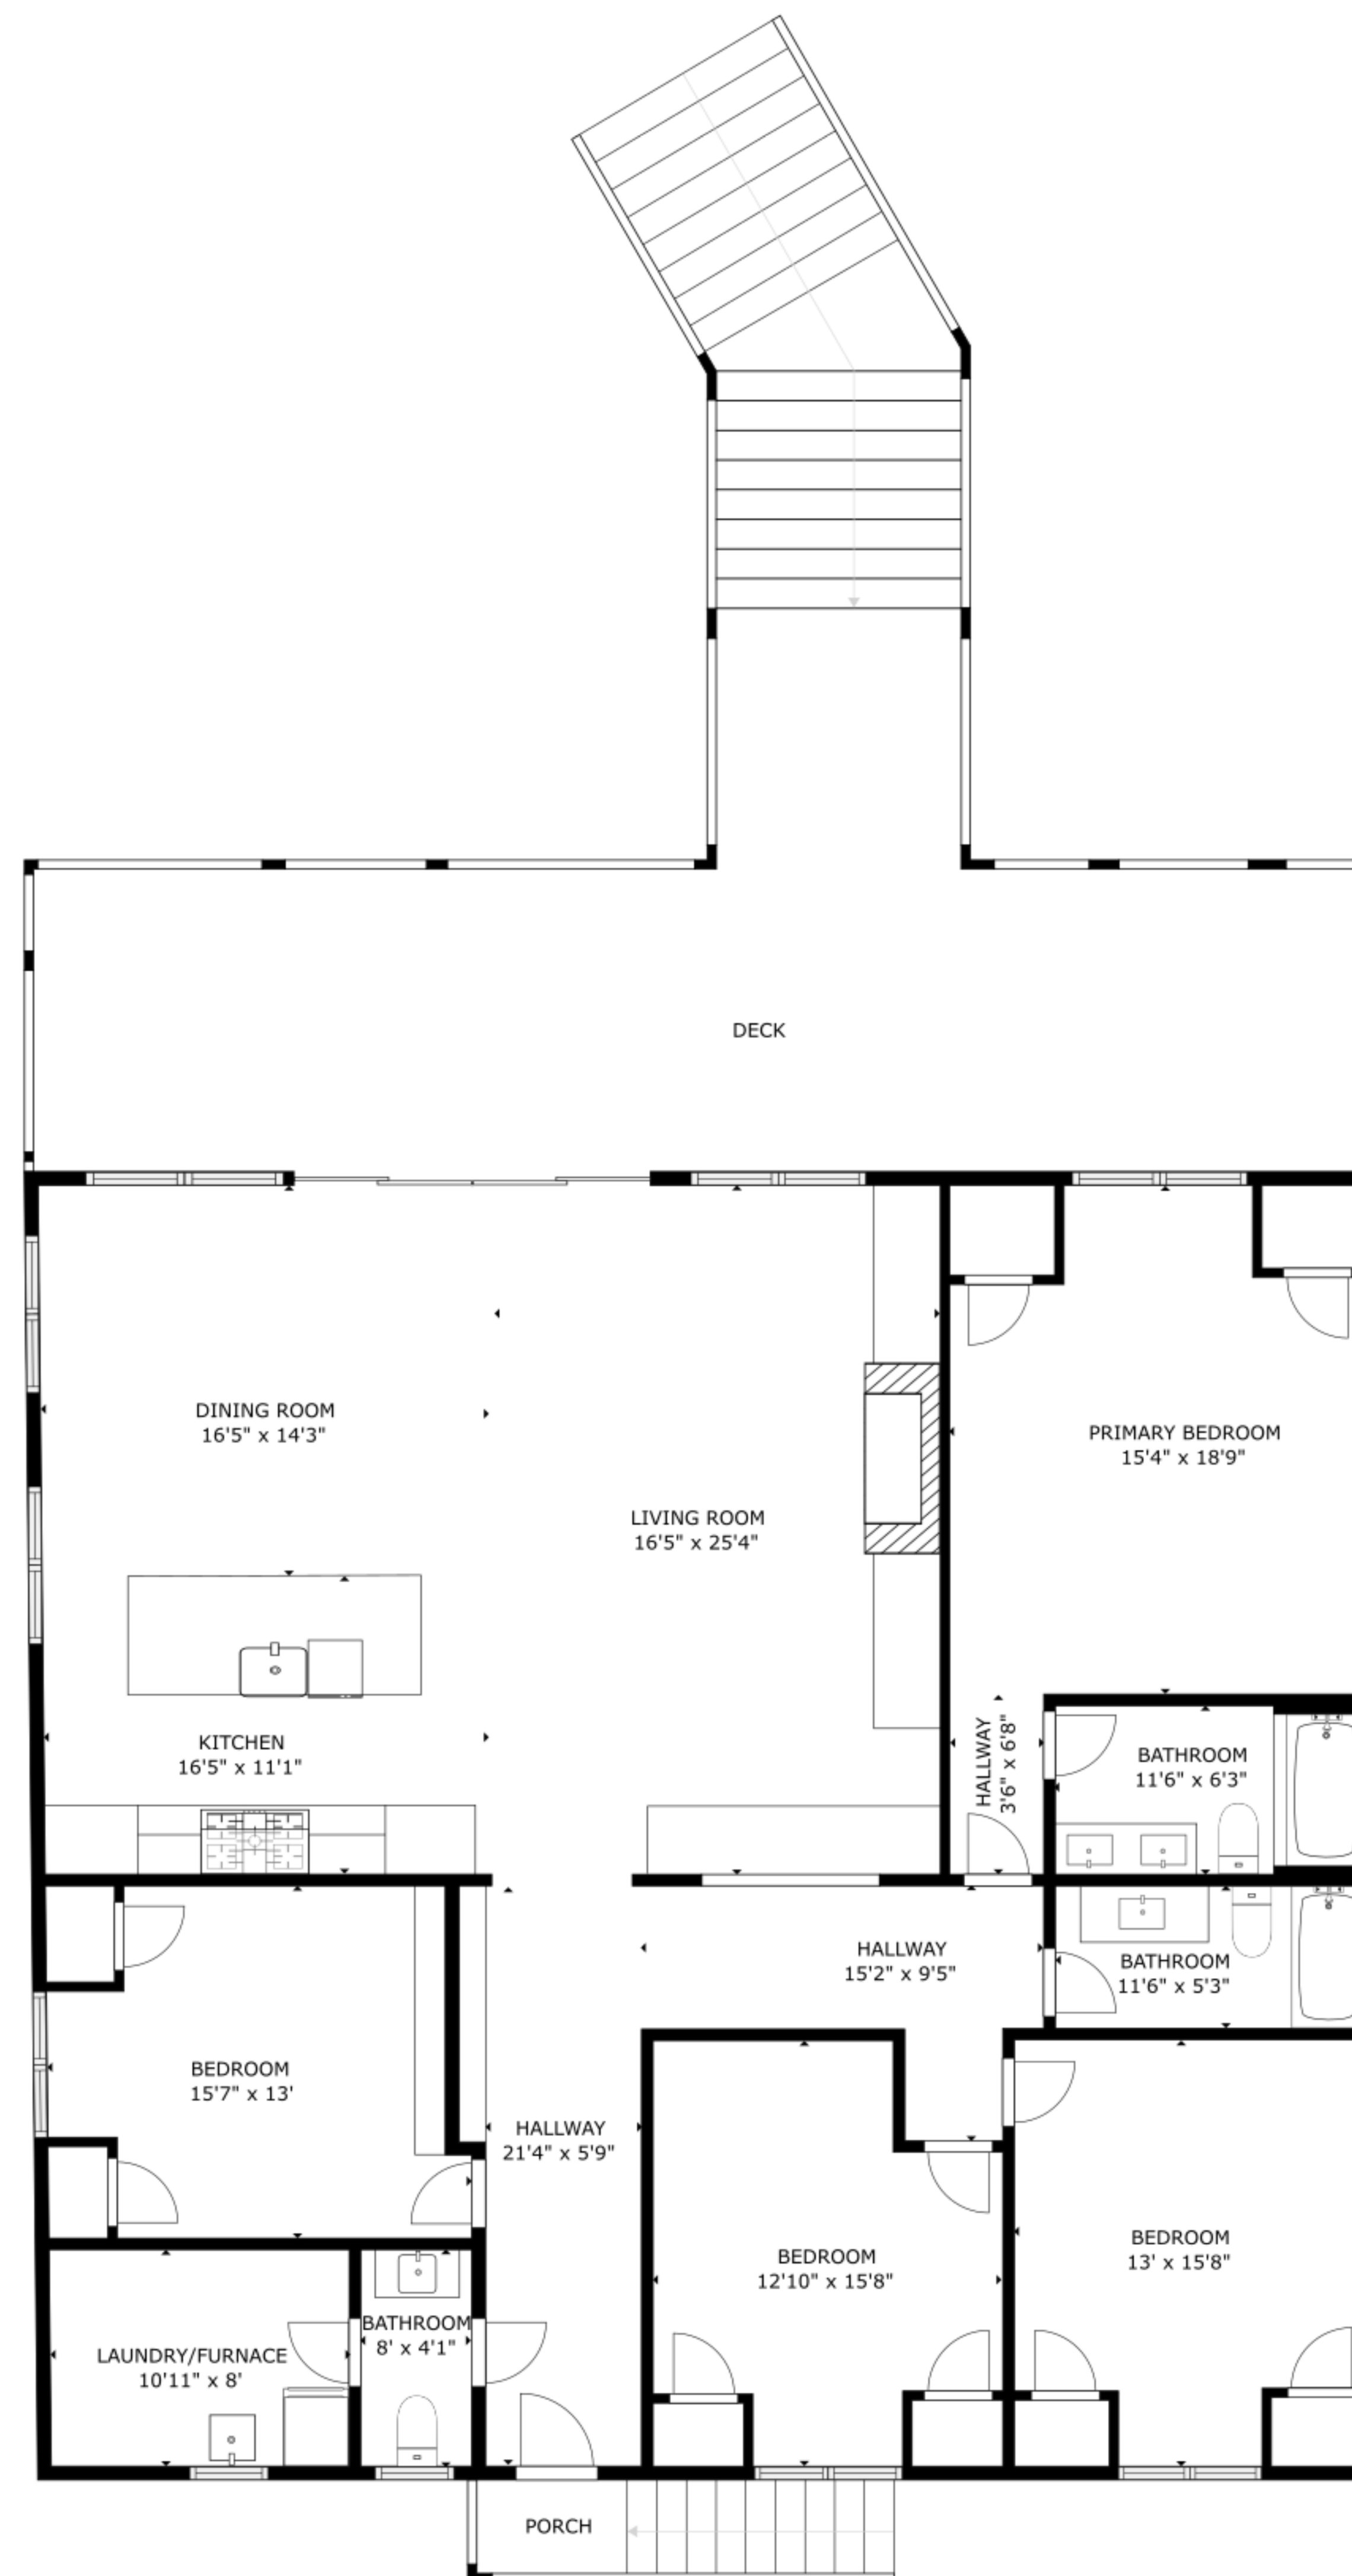 DECK
DINING ROOM
16'5" x 14'3"
PRIMARY BEDROOM
15'4" x 18'9"
LIVING ROOM
16'5" x 25'4"
KITCHEN
16'5" x 11'1"
HALLWAY
3'6" x 6'8"
BATHROOM
11'6" x 6'3"
HALLWAY
15'2" x 9'5"
BATHROOM
11'6" x 5'3"
BEDROOM
15'7" x 13'
HALLWAY
21'4" x 5'9"
BEDROOM
12'10" x 15'8"
BEDROOM
13' x 15'8"
LAUNDRY/FURNACE
10'11" x 8'
BATHROOM
8' x 4'1"
PORCH